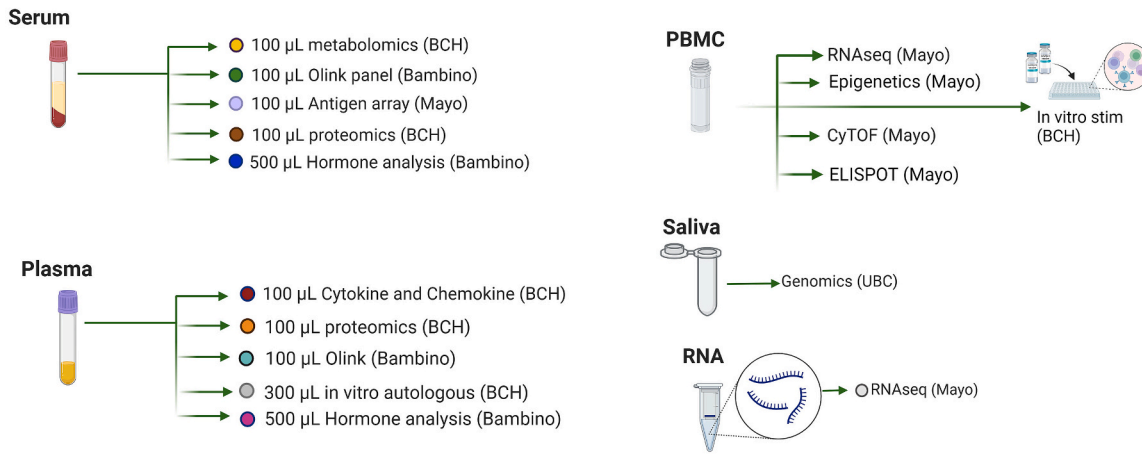 Serum
100 µL metabolomics (BCH)
100 µL Olink panel (Bambino)
100 µL Antigen array (Mayo)
100 µL proteomics (BCH)
500 µL Hormone analysis (Bambino)
Plasma
100 µL Cytokine and Chemokine (BCH)
100 µL proteomics (BCH)
100 µL Olink (Bambino)
300 µL in vitro autologous (BCH)
500 µL Hormone analysis (Bambino)
PBMC
RNAseq (Mayo)
Epigenetics (Mayo)
In vitro stim
(BCH)
CyTOF (Mayo)
ELISPOT (Mayo)
Saliva
Genomics (UBC)
RNA
RNAseq (Mayo)